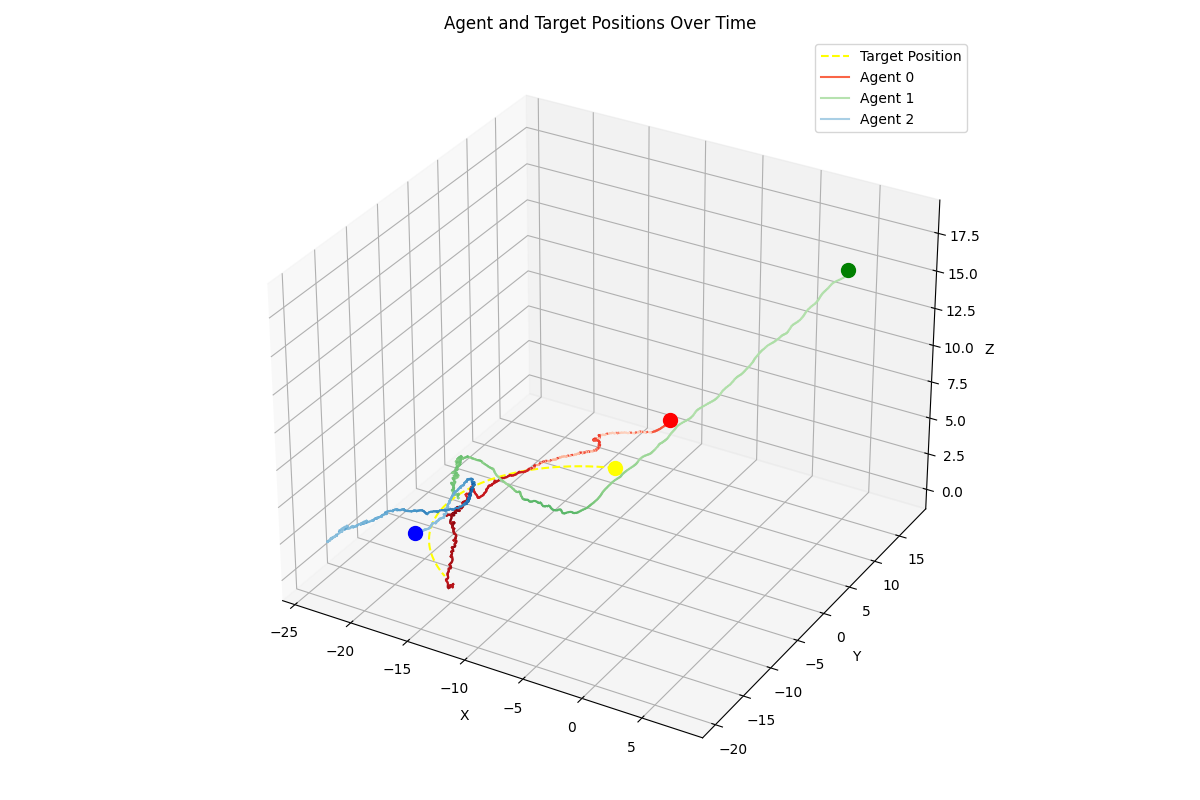 Agent and Target Positions Over Time
Target Position
Agent 0
Agent 1
Agent 2
17.5
15.0
12.5
10.0
7.5
5.0
2.5
0.0
Z
15
10
5
0
−5
−10
−15
−20
Y
−25
−20
−15
−10
−5
0
5
X